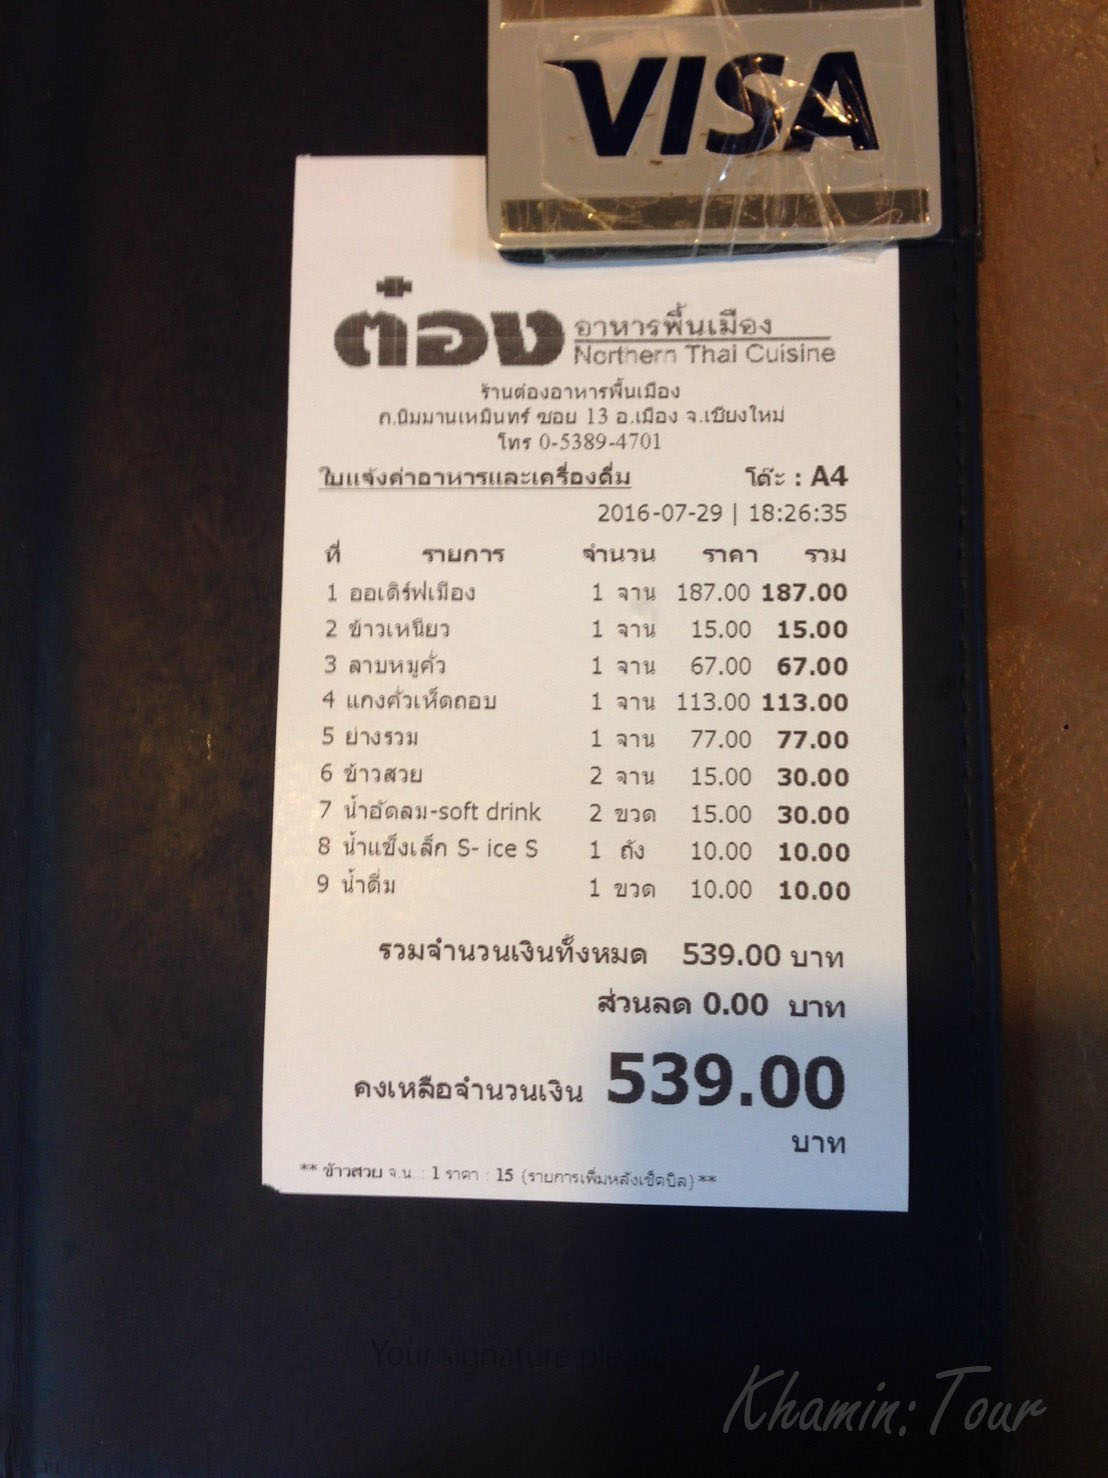 VISA
ต๋อง อาหารพื้นเมือง
Northern Thai Cuisine
ร้านต๋องอาหารพื้นเมือง
ถ.นิมมานเหมินทร์ ซอย 13 อ.เมือง จ.เชียงใหม่
โทร 0-5389-4701
ใบแจ้งค่าอาหารและเครื่องดื่ม โต๊ะ : A4
2016-07-29 | 18:26:35
ที่ รายการ จำนวน ราคา รวม
1 ออเดิร์ฟเมือง 1 จาน 187.00 187.00
2 ข้าวเหนียว 1 จาน 15.00 15.00
3 ลาบหมูคั่ว 1 จาน 67.00 67.00
4 แกงคั่วเห็ดถอบ 1 จาน 113.00 113.00
5 ย่างรวม 1 จาน 77.00 77.00
6 ข้าวสวย 2 จาน 15.00 30.00
7 น้ำอัดลม-soft drink 2 ขวด 15.00 30.00
8 น้ำแข็งเล็ก S- ice S 1 ถัง 10.00 10.00
9 น้ำดื่ม 1 ขวด 10.00 10.00
รวมจำนวนเงินทั้งหมด 539.00 บาท
ส่วนลด 0.00 บาท
คงเหลือจำนวนเงิน 539.00
บาท
** ข้าวสวย จ.น. : 1 ราคา : 15 (รายการเพิ่มหลังเช็คบิล) **
Your signature please
Khamin:Tour